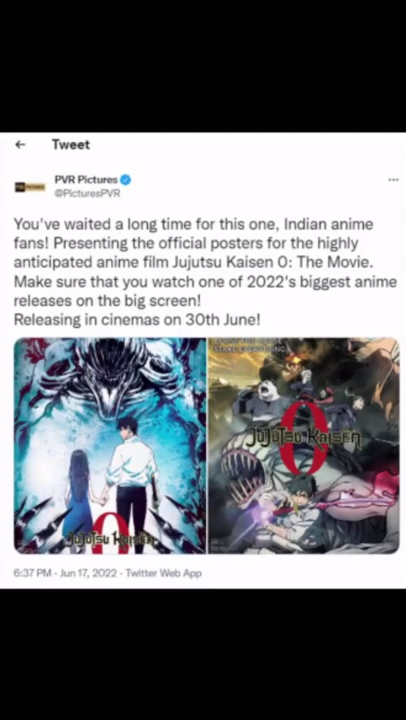 Tweet
PVR Pictures
@PicturesPVR
You've waited a long time for this one, Indian anime
fans! Presenting the official posters for the highly
anticipated anime film Jujutsu Kaisen 0: The Movie.
Make sure that you watch one of 2022's biggest anime
releases on the big screen!
Releasing in cinemas on 30th June!
0
JUJUTSU KAISEN
0
JUJUTSU KAISEN
6:37 PM · Jun 17, 2022 · Twitter Web App